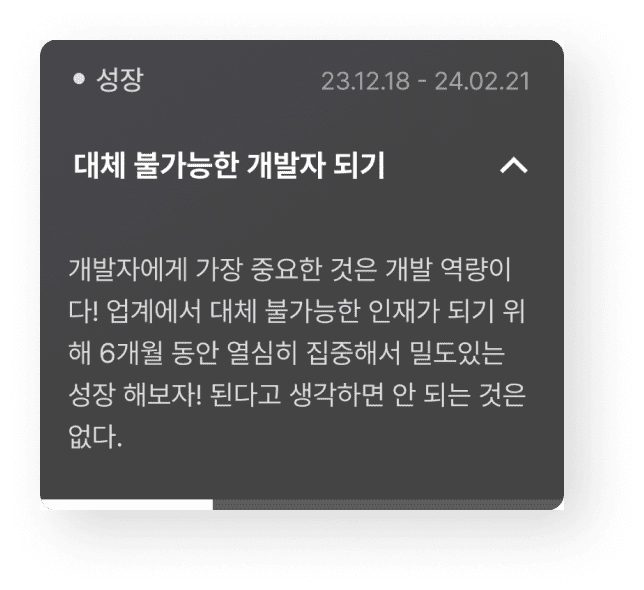 • 성장
23.12.18 - 24.02.21
대체 불가능한 개발자 되기
개발자에게 가장 중요한 것은 개발 역량이
다! 업계에서 대체 불가능한 인재가 되기 위
해 6개월 동안 열심히 집중해서 밀도있는
성장 해보자! 된다고 생각하면 안 되는 것은
없다.